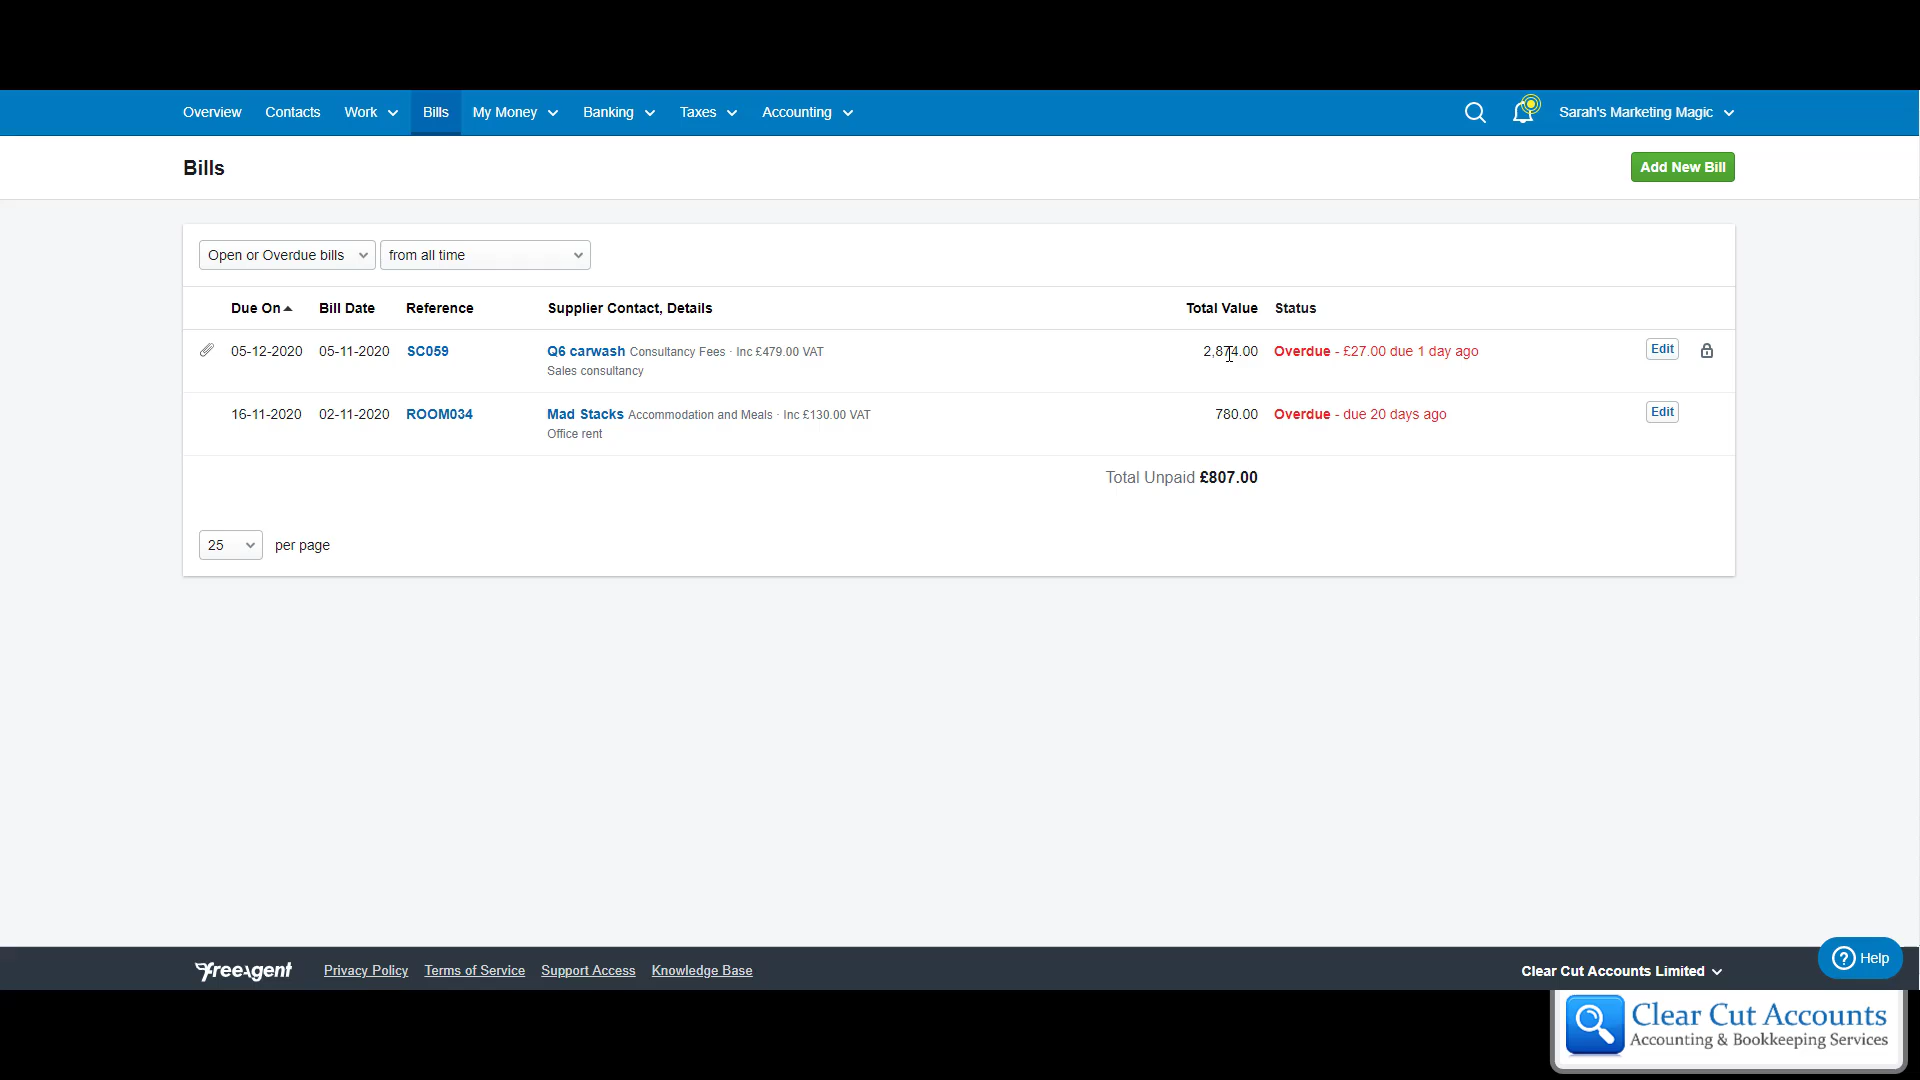 Overview Contacts Work Bills My Money Banking Taxes Accounting Sarah's Marketing Magic
Bills Add New Bill
Open or Overdue bills from all time
Due On Bill Date Reference Supplier Contact, Details Total Value Status
05-12-2020 05-11-2020 SC059 Q6 carwash Consultancy Fees · Inc £479.00 VAT 2,874.00 Overdue - £27.00 due 1 day ago Edit
Sales consultancy
16-11-2020 02-11-2020 ROOM034 Mad Stacks Accommodation and Meals · Inc £130.00 VAT 780.00 Overdue - due 20 days ago Edit
Office rent
Total Unpaid £807.00
25 per page
freeagent Privacy Policy Terms of Service Support Access Knowledge Base Clear Cut Accounts Limited Help
Clear Cut Accounts
Accounting & Bookkeeping Services